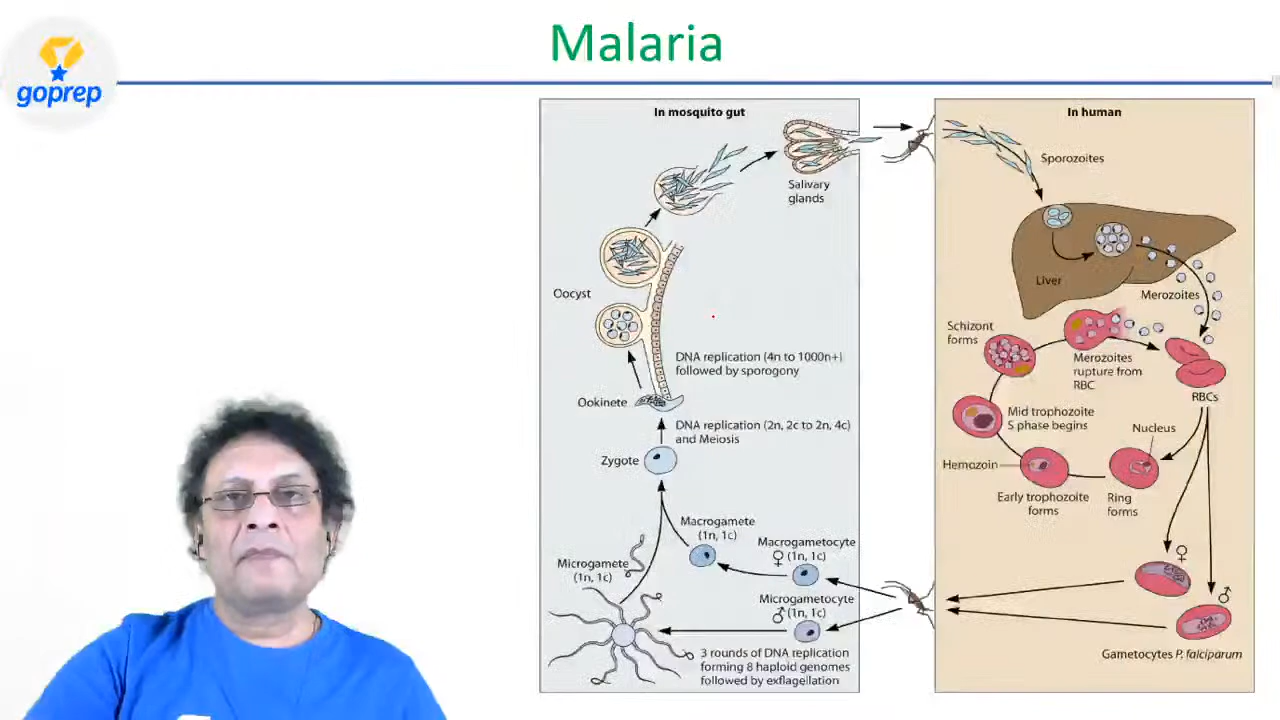 Malaria
goprep
In mosquito gut
Salivary
glands
Oocyst
DNA replication (4n to 1000n+)
followed by sporogony
Ookinete
DNA replication (2n, 2c to 2n, 4c)
and Meiosis
Zygote
Macrogamete
(1n, 1c)
Macrogametocyte
♀ (1n, 1c)
Microgamete
(1n, 1c)
Microgametocyte
♂ (1n, 1c)
3 rounds of DNA replication
forming 8 haploid genomes
followed by exflagellation
In human
Sporozoites
Liver
Merozoites
Schizont
forms
Merozoites
rupture from
RBC
RBCs
Mid trophozoite
S phase begins
Nucleus
Hemozoin
Early trophozoite
forms
Ring
forms
♀
♂
Gametocytes P. falciparum